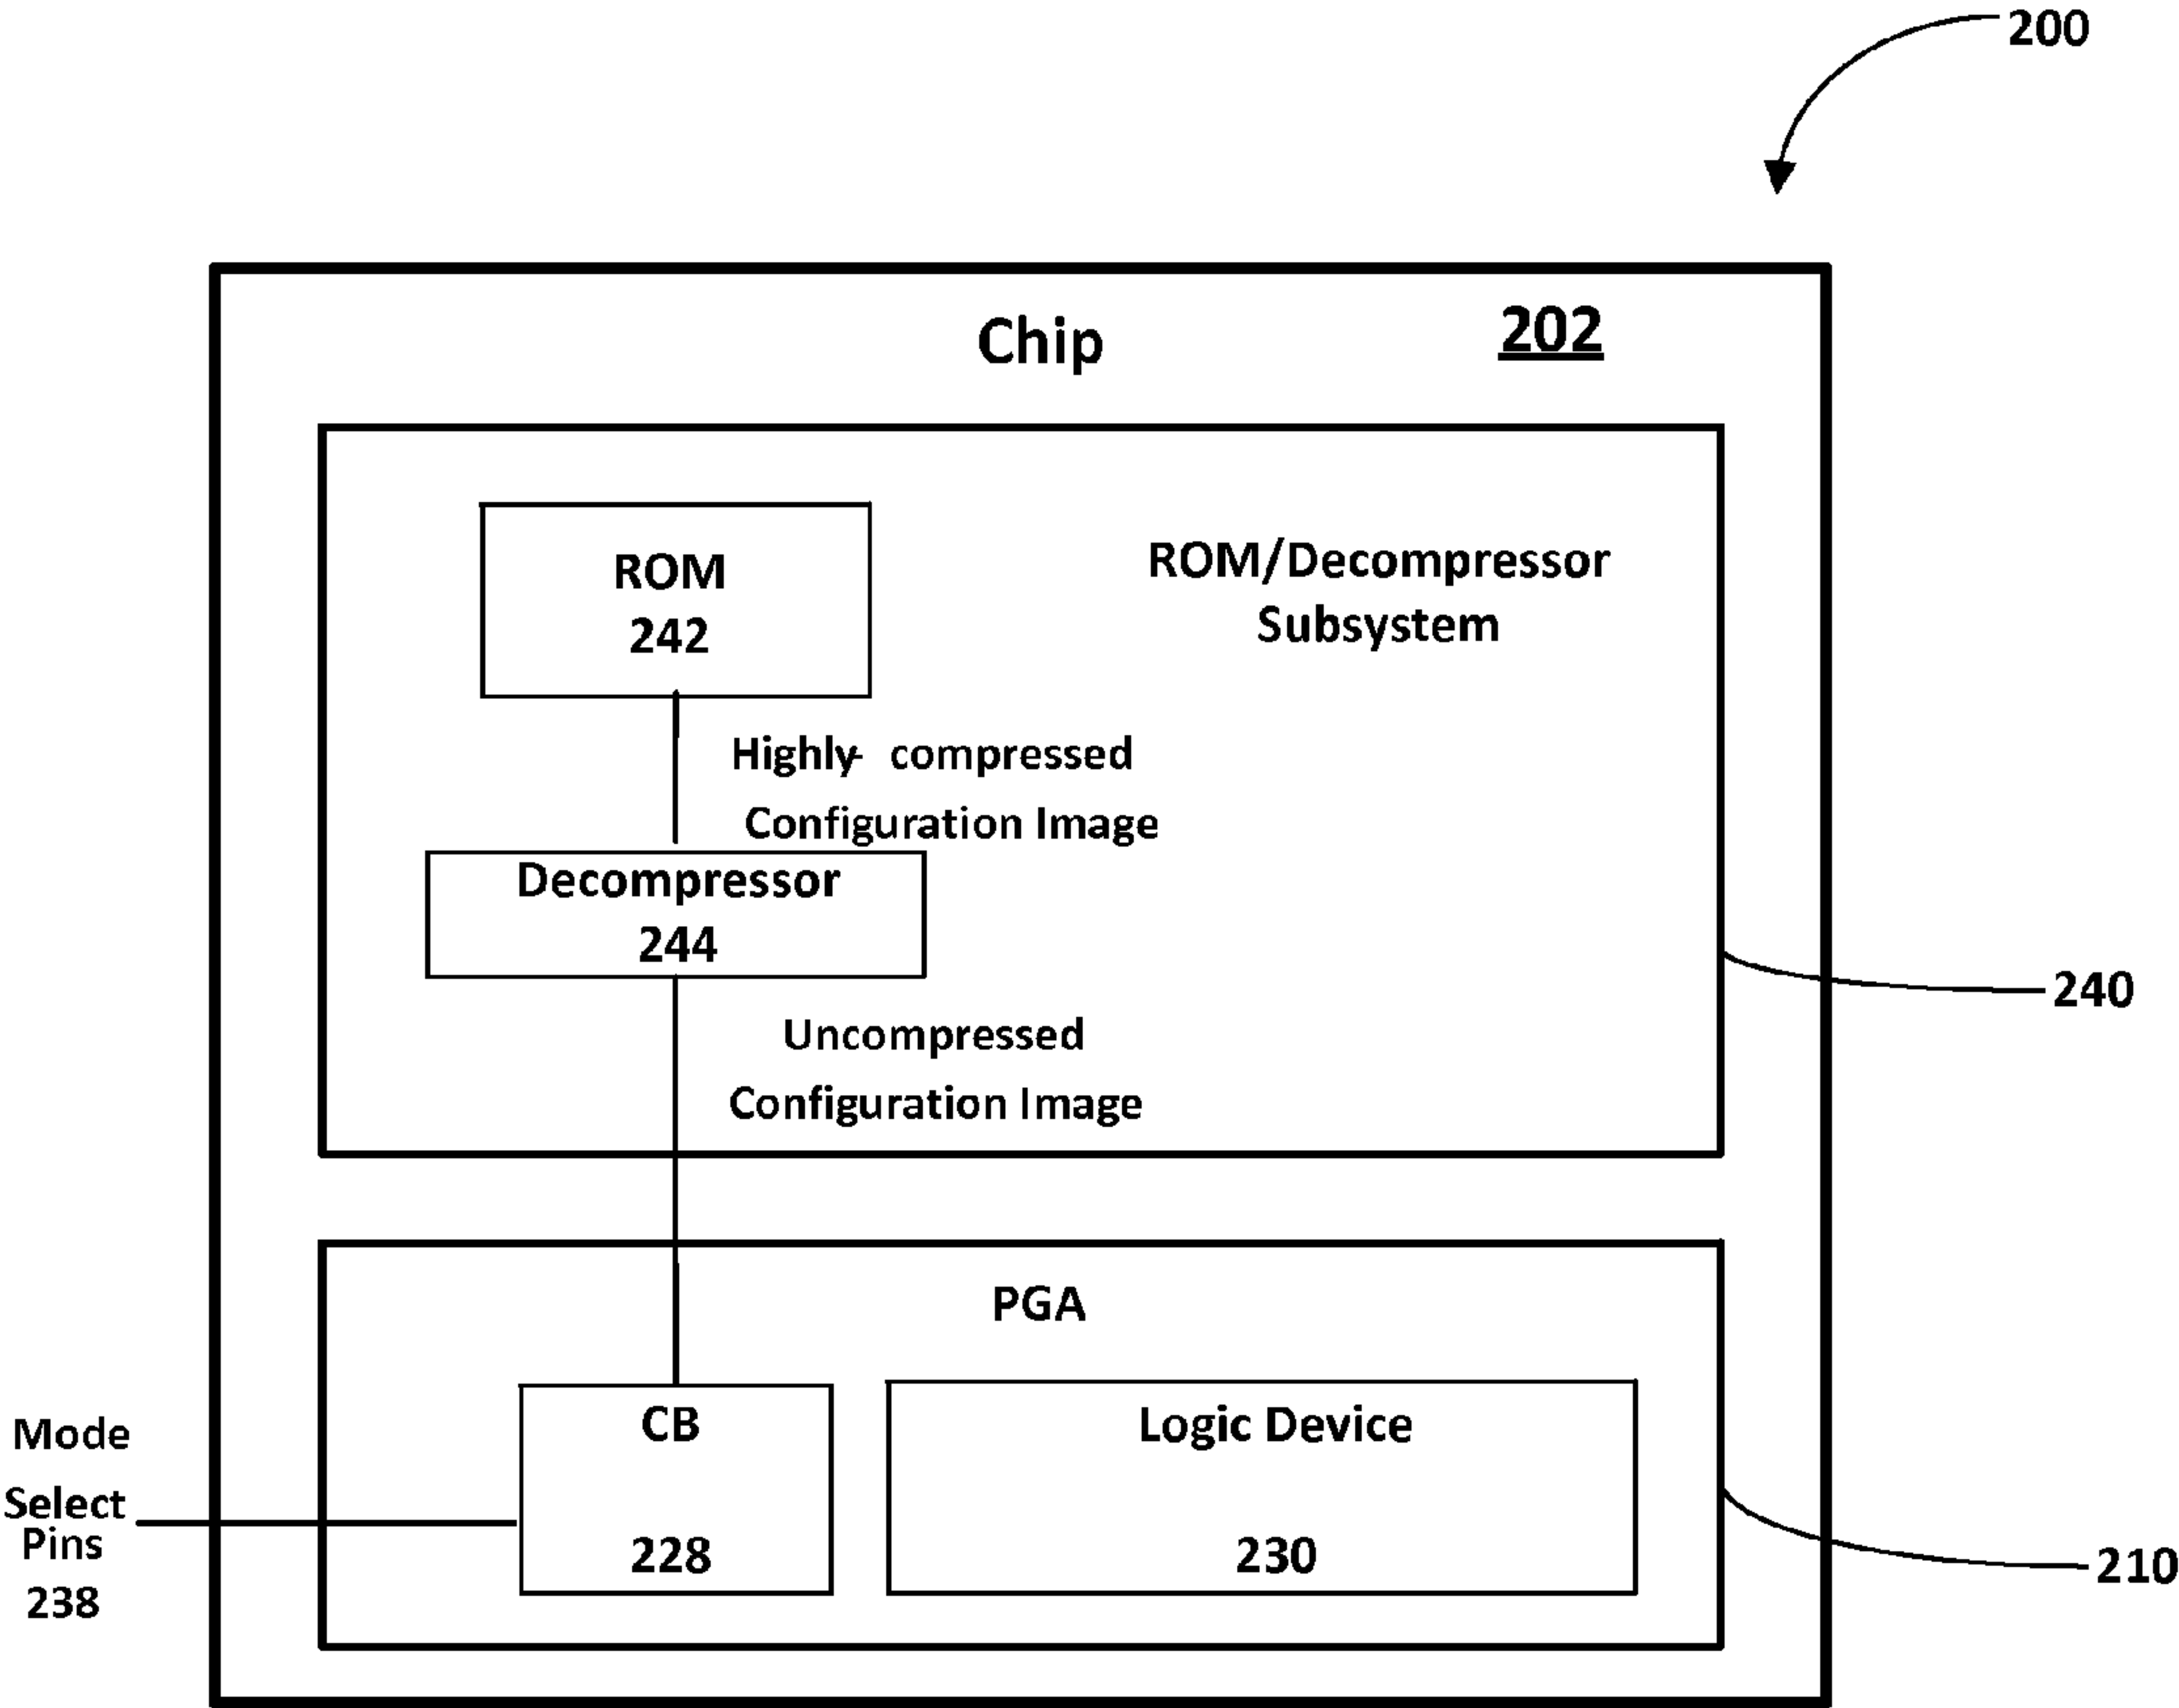 200
Chip
202
ROM
242
ROM/Decompressor
Subsystem
Highly- compressed
Configuration Image
Decompressor
244
240
Uncompressed
Configuration Image
PGA
CB
228
Logic Device
230
Mode
Select
Pins
238
210